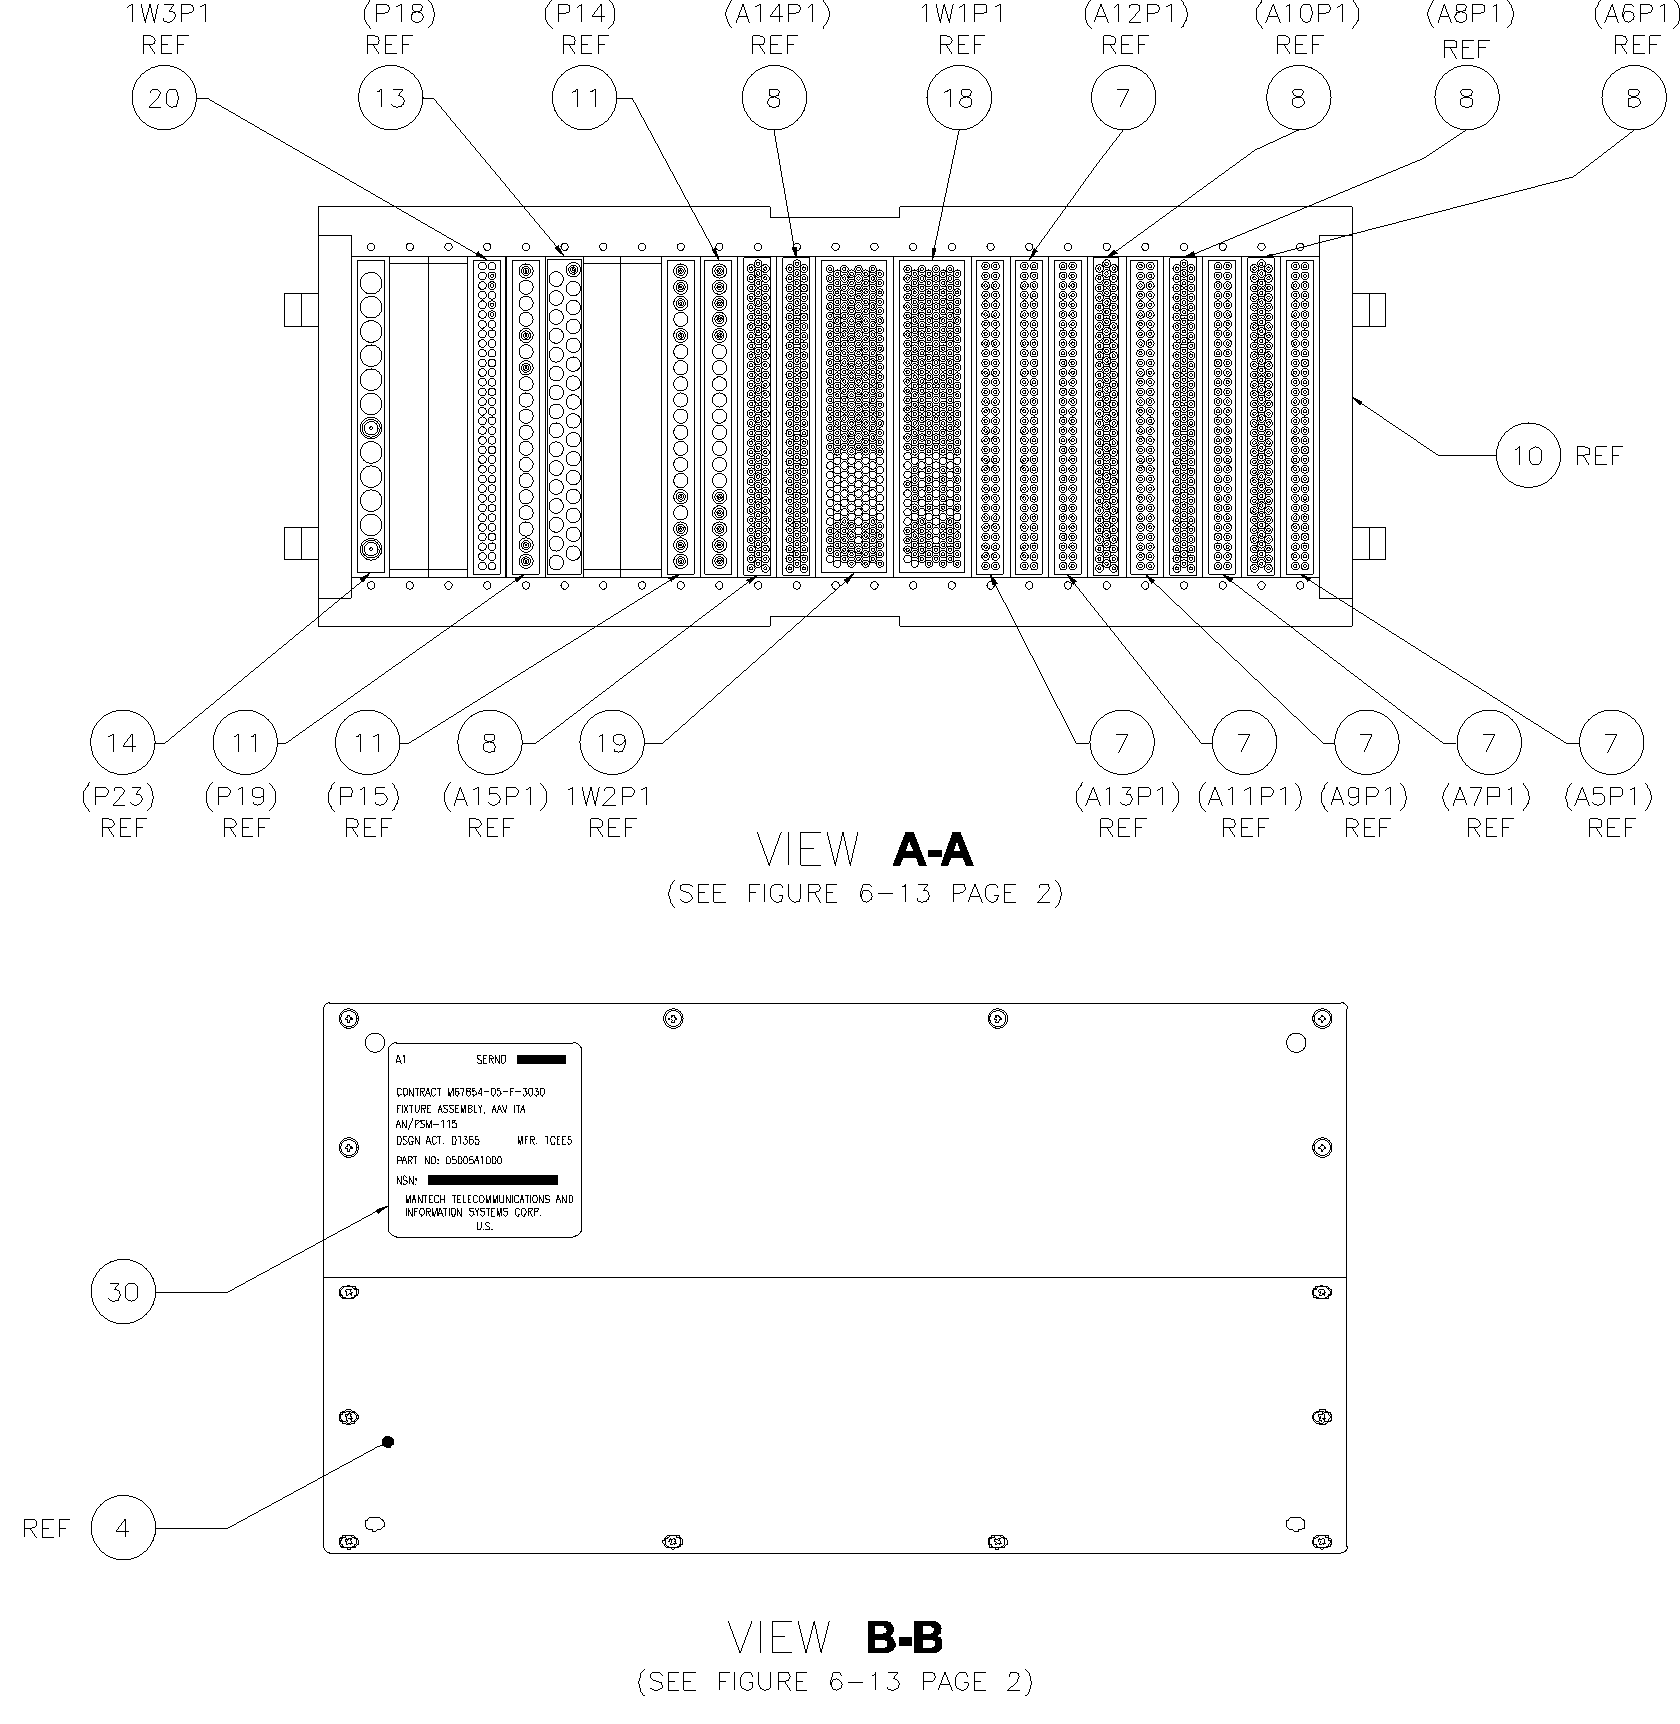 1W3P1 (P18) (P14) (A14P1) 1W1P1 (A12P1) (A10P1) (A8P1) (A6P1)
REF REF REF REF REF REF REF REF REF
20 13 11 8 18 7 8 8 8
10 REF
14 11 11 8 19 7 7 7 7 7
(P23) (P19) (P15) (A15P1) 1W2P1 (A13P1) (A11P1) (A9P1) (A7P1) (A5P1)
REF REF REF REF REF REF REF REF REF REF
VIEW A-A
(SEE FIGURE 6-13 PAGE 2)
A1 SERNO
CONTRACT M67854-05-F-3030
FIXTURE ASSEMBLY, AAV ITA
AN/PSM-115
DSGN ACT. 01365 MFR. 1CEE5
PART NO: 05005A1000
NSN:
MANTECH TELECOMMUNICATIONS AND
INFORMATION SYSTEMS CORP.
U.S.
30
REF 4
VIEW B-B
(SEE FIGURE 6-13 PAGE 2)